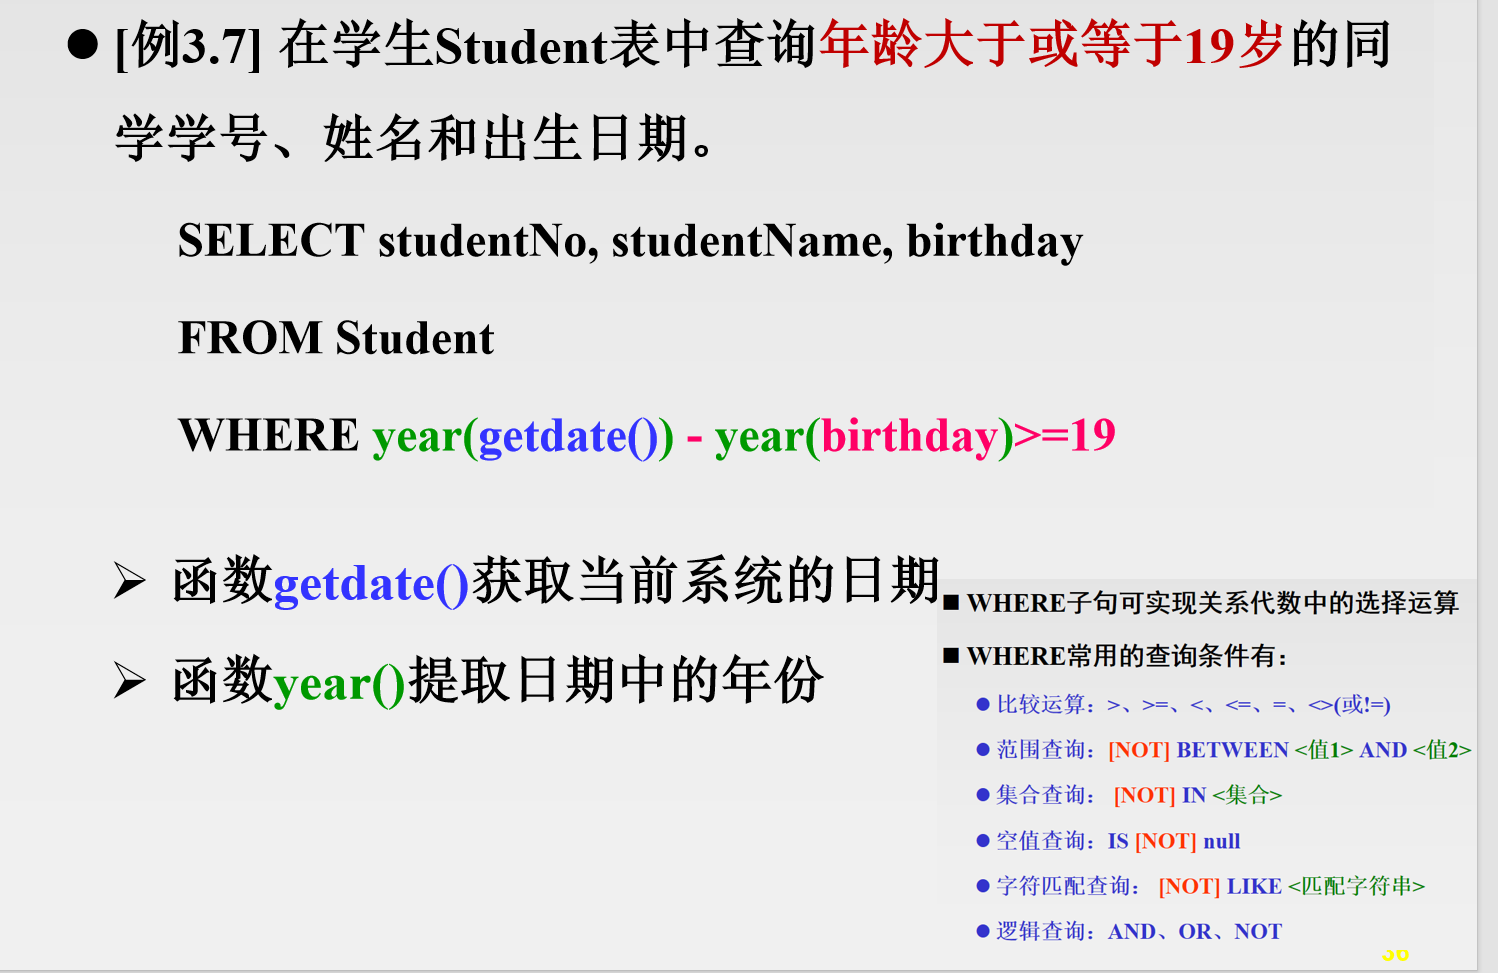 ● [例3.7] 在学生Student表中查询年龄大于或等于19岁的同
学学号、姓名和出生日期。
SELECT studentNo, studentName, birthday
FROM Student
WHERE year(getdate()) - year(birthday)>=19
➢ 函数getdate()获取当前系统的日期
➢ 函数year()提取日期中的年份
■ WHERE子句可实现关系代数中的选择运算
■ WHERE常用的查询条件有：
● 比较运算：>、>=、<、<=、=、<>(或!=)
● 范围查询：[NOT] BETWEEN <值1> AND <值2>
● 集合查询： [NOT] IN <集合>
● 空值查询：IS [NOT] null
● 字符匹配查询： [NOT] LIKE <匹配字符串>
● 逻辑查询：AND、OR、NOT